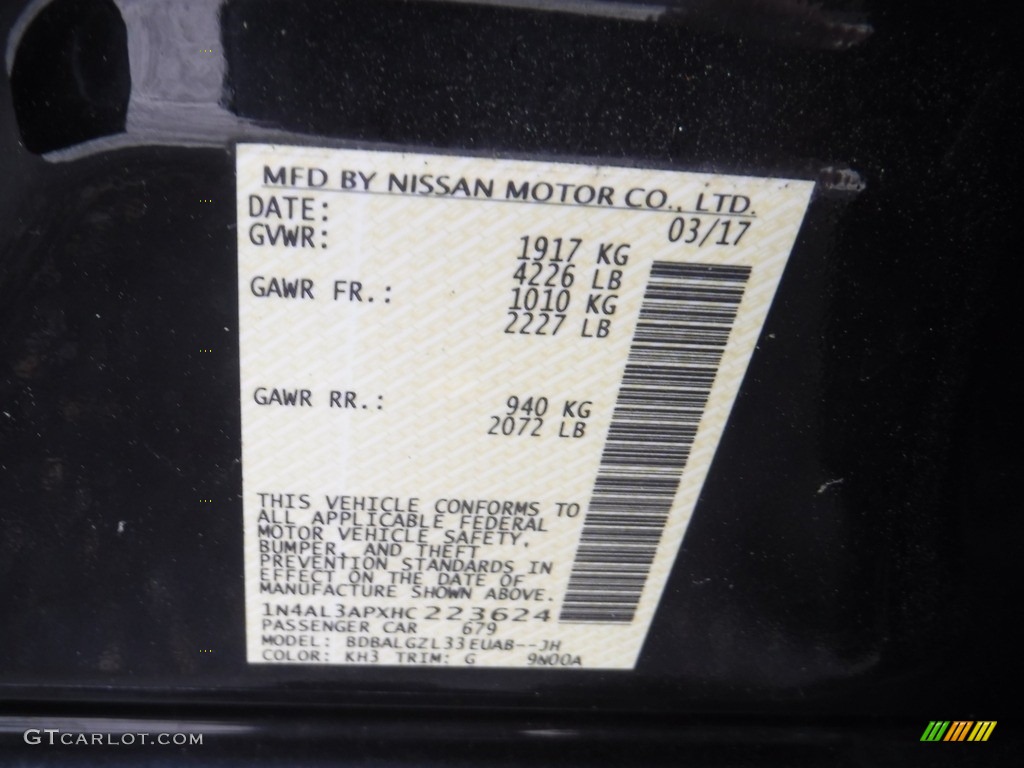 MFD BY NISSAN MOTOR CO., LTD.
DATE: 03/17
GVWR: 1917 KG
4226 LB
GAWR FR.: 1010 KG
2227 LB
GAWR RR.: 940 KG
2072 LB
THIS VEHICLE CONFORMS TO
ALL APPLICABLE FEDERAL
MOTOR VEHICLE SAFETY,
BUMPER, AND THEFT
PREVENTION STANDARDS IN
EFFECT ON THE DATE OF
MANUFACTURE SHOWN ABOVE.
1N4AL3APXHC223624
PASSENGER CAR 679
MODEL: BDBALGZL33EUAB--JH
COLOR: KH3 TRIM: G 9N00A
GTCARLOT.COM